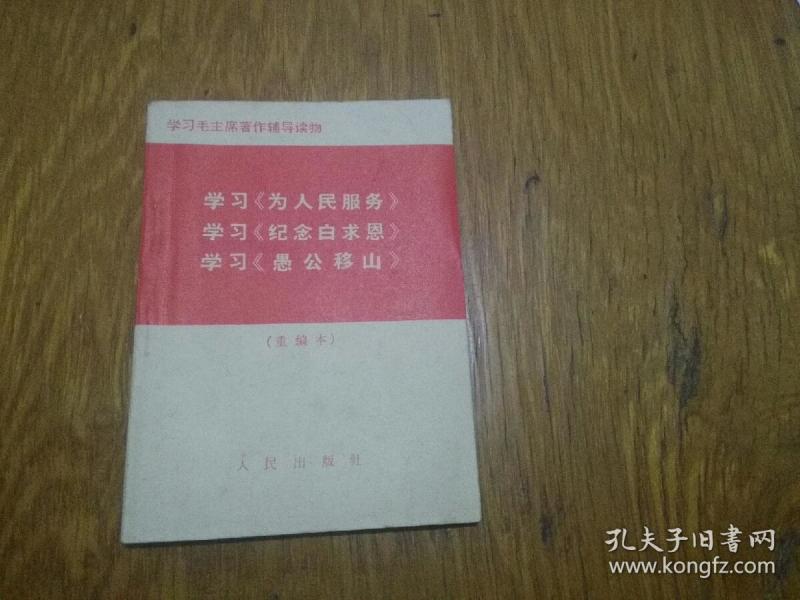 学习毛主席著作辅导读物
学习《为人民服务》
学习《纪念白求恩》
学习《愚公移山》
(重编本)
人民出版社
孔夫子旧书网
www.kongfz.com